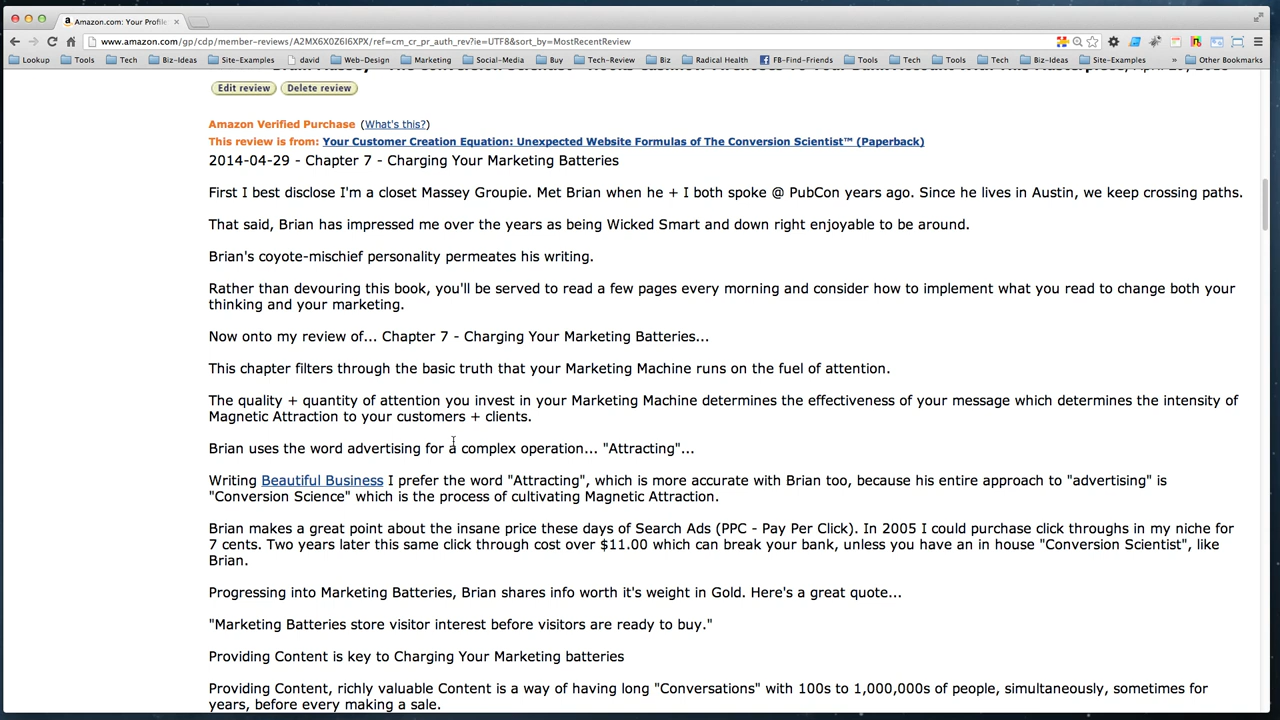 Amazon.com: Your Profile
www.amazon.com/gp/cdp/member-reviews/A2MX6X0Z6I6XPX/ref=cm_cr_pr_auth_rev?ie=UTF8&sort_by=MostRecentReview
Lookup Tools Tech Biz-Ideas Site-Examples david Web-Design Marketing Social-Media Buy Tech-Review Biz Radical Health FB-Find-Friends Tools Tech Tools Tech Biz-Ideas Site-Examples » Other Bookmarks
Edit review Delete review
Amazon Verified Purchase (What's this?)
This review is from: Your Customer Creation Equation: Unexpected Website Formulas of The Conversion Scientist™ (Paperback)
2014-04-29 - Chapter 7 - Charging Your Marketing Batteries
First I best disclose I'm a closet Massey Groupie. Met Brian when he + I both spoke @ PubCon years ago. Since he lives in Austin, we keep crossing paths.
That said, Brian has impressed me over the years as being Wicked Smart and down right enjoyable to be around.
Brian's coyote-mischief personality permeates his writing.
Rather than devouring this book, you'll be served to read a few pages every morning and consider how to implement what you read to change both your
thinking and your marketing.
Now onto my review of... Chapter 7 - Charging Your Marketing Batteries...
This chapter filters through the basic truth that your Marketing Machine runs on the fuel of attention.
The quality + quantity of attention you invest in your Marketing Machine determines the effectiveness of your message which determines the intensity of
Magnetic Attraction to your customers + clients.
Brian uses the word advertising for a complex operation... "Attracting"...
Writing Beautiful Business I prefer the word "Attracting", which is more accurate with Brian too, because his entire approach to "advertising" is
"Conversion Science" which is the process of cultivating Magnetic Attraction.
Brian makes a great point about the insane price these days of Search Ads (PPC - Pay Per Click). In 2005 I could purchase click throughs in my niche for
7 cents. Two years later this same click through cost over $11.00 which can break your bank, unless you have an in house "Conversion Scientist", like
Brian.
Progressing into Marketing Batteries, Brian shares info worth it's weight in Gold. Here's a great quote...
"Marketing Batteries store visitor interest before visitors are ready to buy."
Providing Content is key to Charging Your Marketing batteries
Providing Content, richly valuable Content is a way of having long "Conversations" with 100s to 1,000,000s of people, simultaneously, sometimes for
years, before every making a sale.